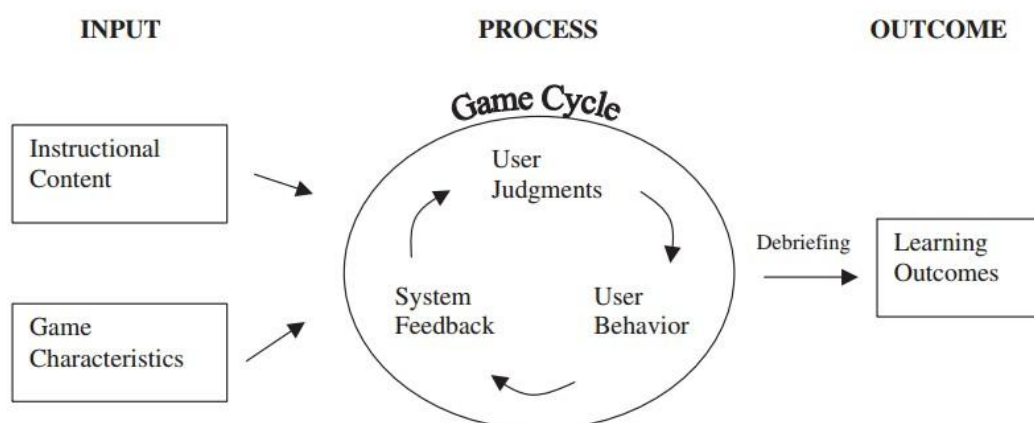 INPUT
PROCESS
OUTCOME
Game Cycle
Instructional
Content
User
Judgments
Debriefing
Learning
Outcomes
System
Feedback
User
Behavior
Game
Characteristics